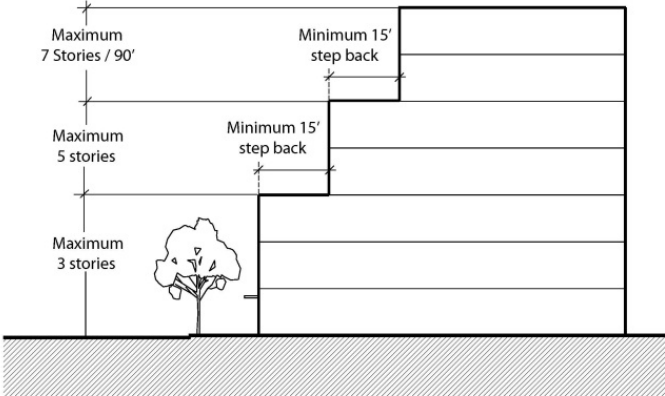 Maximum
7 Stories / 90’
Minimum 15’
step back
Maximum
5 stories
Minimum 15’
step back
Maximum
3 stories